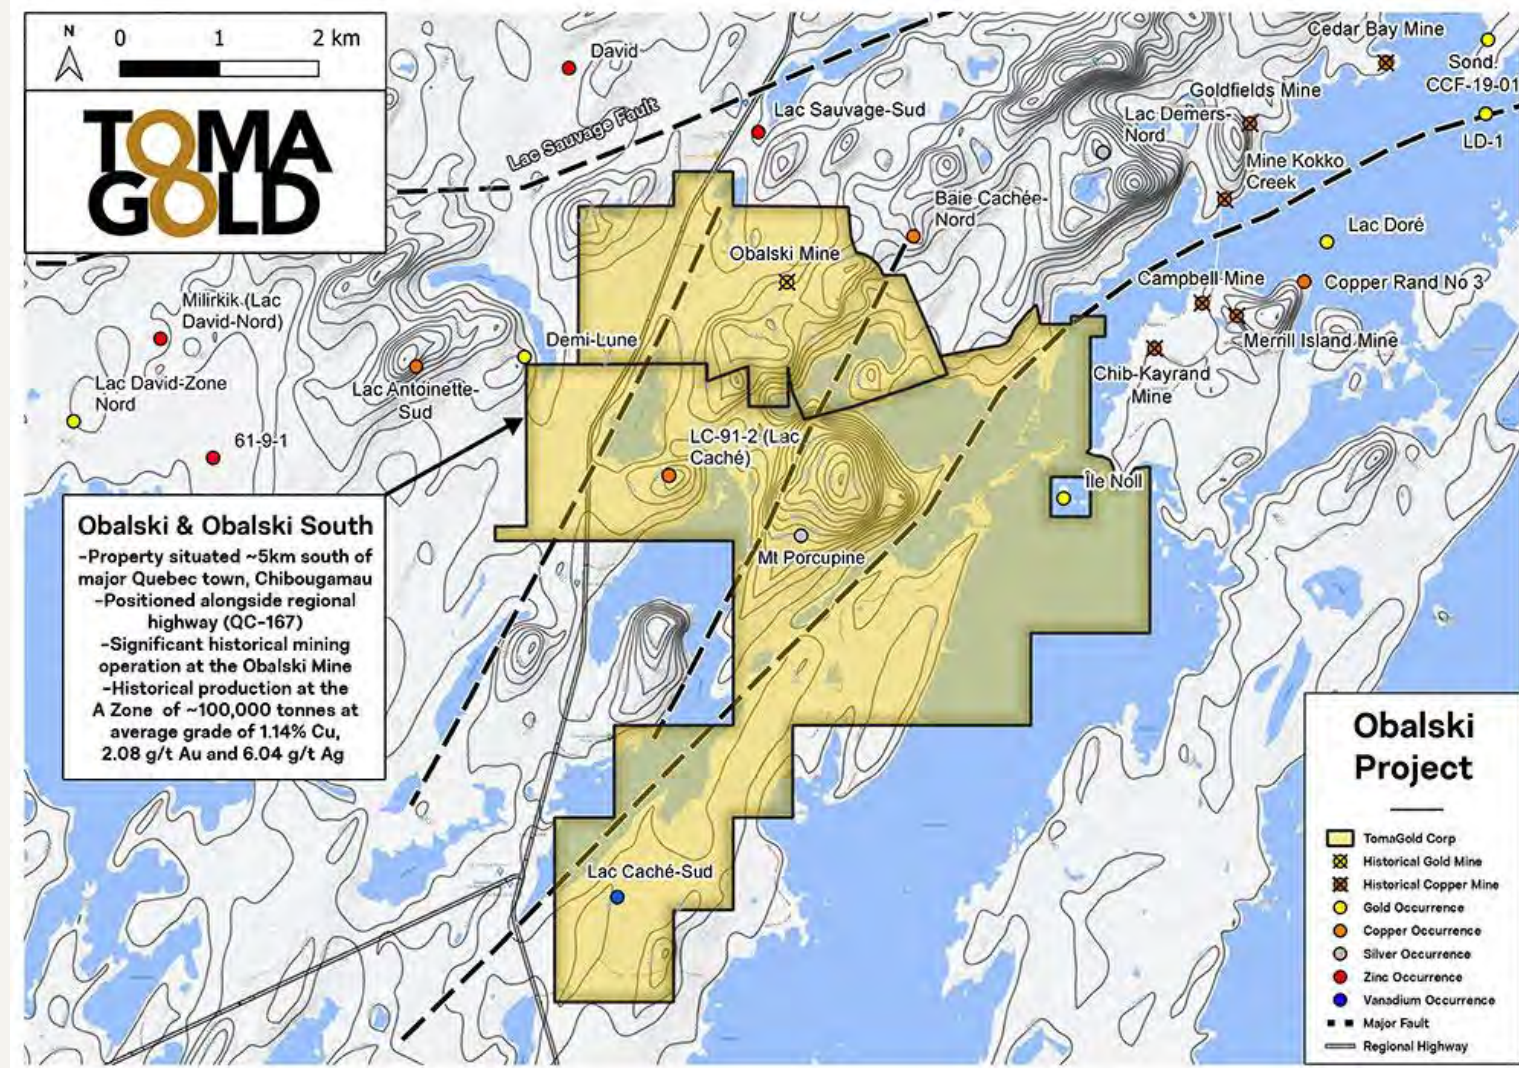 N
0 1 2 km
TOMA
GOLD
David
Lac Sauvage Fault
Lac Sauvage-Sud
Cedar Bay Mine
Sond.
CCF-19-01
Goldfields Mine
Lac Demers-
Nord
LD-1
Mine Kokko
Creek
Baie Cachée-
Nord
Lac Doré
Obalski Mine
Campbell Mine
Copper Rand No 3
Milirkik (Lac
David-Nord)
Demi-Lune
Merrill Island Mine
Lac David-Zone
Nord
Lac Antoinette-
Sud
Chib-Kayrand
Mine
61-9-1
LC-91-2 (Lac
Caché)
Île Noll
Mt Porcupine
Obalski & Obalski South
-Property situated ~5km south of
major Quebec town, Chibougamau
-Positioned alongside regional
highway (QC-167)
-Significant historical mining
operation at the Obalski Mine
-Historical production at the
A Zone of ~100,000 tonnes at
average grade of 1.14% Cu,
2.08 g/t Au and 6.04 g/t Ag
Lac Caché-Sud
Obalski
Project
TomaGold Corp
Historical Gold Mine
Historical Copper Mine
Gold Occurrence
Copper Occurrence
Silver Occurrence
Zinc Occurrence
Vanadium Occurrence
Major Fault
Regional Highway